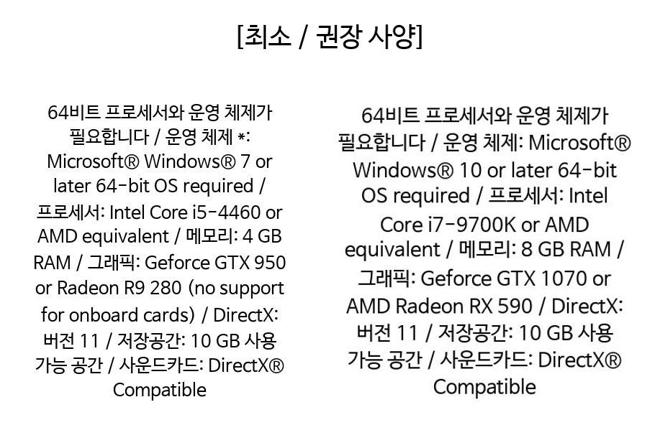 [최소 / 권장 사양]
64비트 프로세서와 운영 체제가
필요합니다 / 운영 체제 *:
Microsoft® Windows® 7 or
later 64-bit OS required /
프로세서: Intel Core i5-4460 or
AMD equivalent / 메모리: 4 GB
RAM / 그래픽: Geforce GTX 950
or Radeon R9 280 (no support
for onboard cards) / DirectX:
버전 11 / 저장공간: 10 GB 사용
가능 공간 / 사운드카드: DirectX®
Compatible
64비트 프로세서와 운영 체제가
필요합니다 / 운영 체제: Microsoft®
Windows® 10 or later 64-bit
OS required / 프로세서: Intel
Core i7-9700K or AMD
equivalent / 메모리: 8 GB RAM /
그래픽: Geforce GTX 1070 or
AMD Radeon RX 590 / DirectX:
버전 11 / 저장공간: 10 GB 사용
가능 공간 / 사운드카드: DirectX®
Compatible